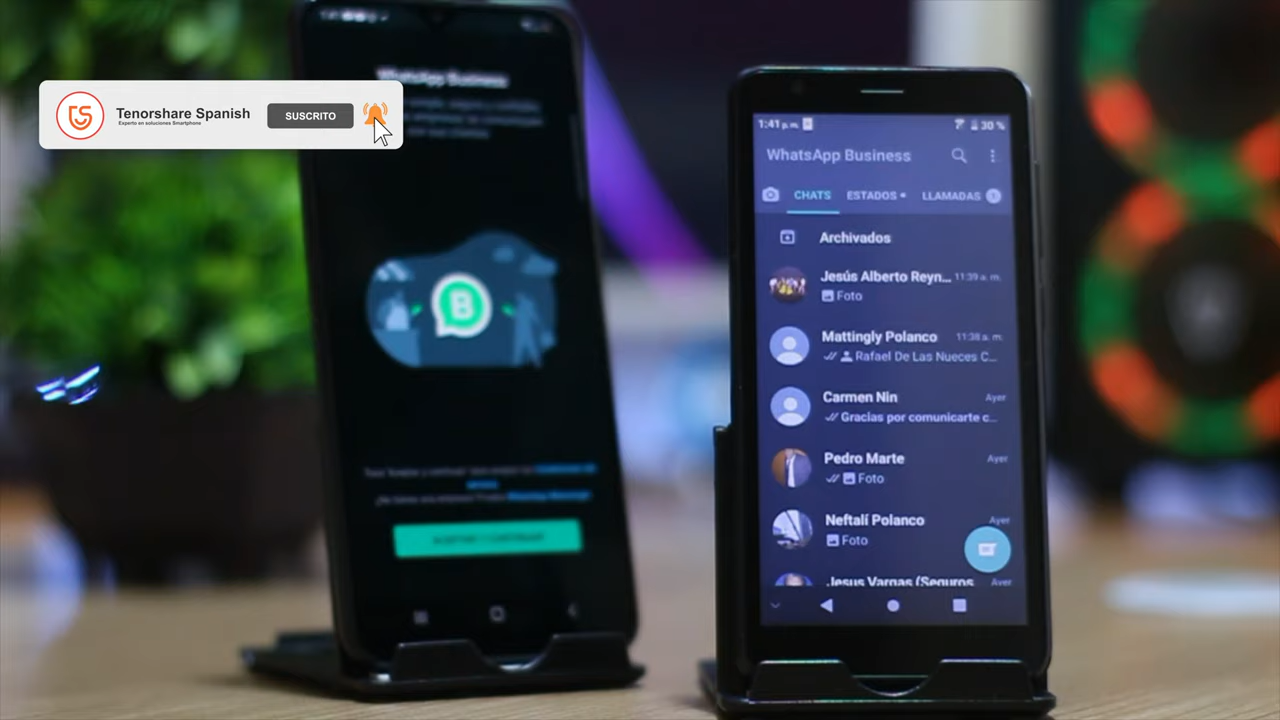 Tenorshare Spanish
Experto en soluciones Smartphone
SUSCRITO
WhatsApp Business
1:41 p. m.
30 %
WhatsApp Business
CHATS
ESTADOS
LLAMADAS
Archivados
Jesús Alberto Reyn... 11:39 a. m.
Foto
Mattingly Polanco 11:38 a. m.
Rafael De Las Nueces C...
Carmen Nin Ayer
Gracias por comunicarte c...
Pedro Marte Ayer
Foto
Neftalí Polanco Ayer
Foto
Jesus Vargas (Seguros Ayer